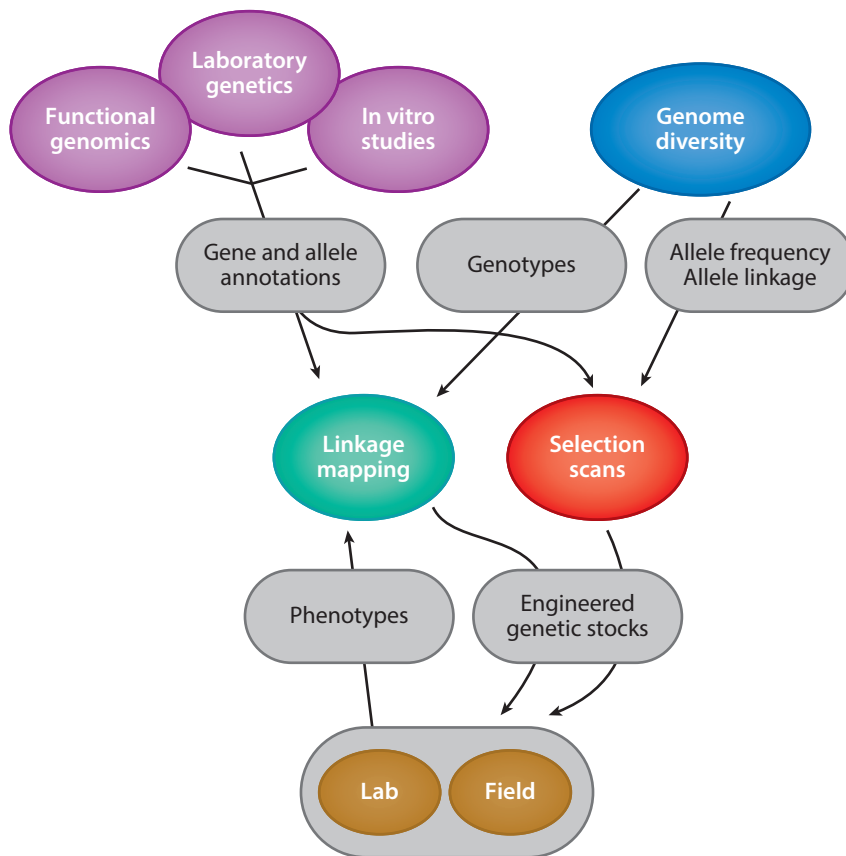 Laboratory
genetics
Functional
genomics
In vitro
studies
Genome
diversity
Gene and allele
annotations
Genotypes
Allele frequency
Allele linkage
Linkage
mapping
Selection
scans
Phenotypes
Engineered
genetic stocks
Lab
Field